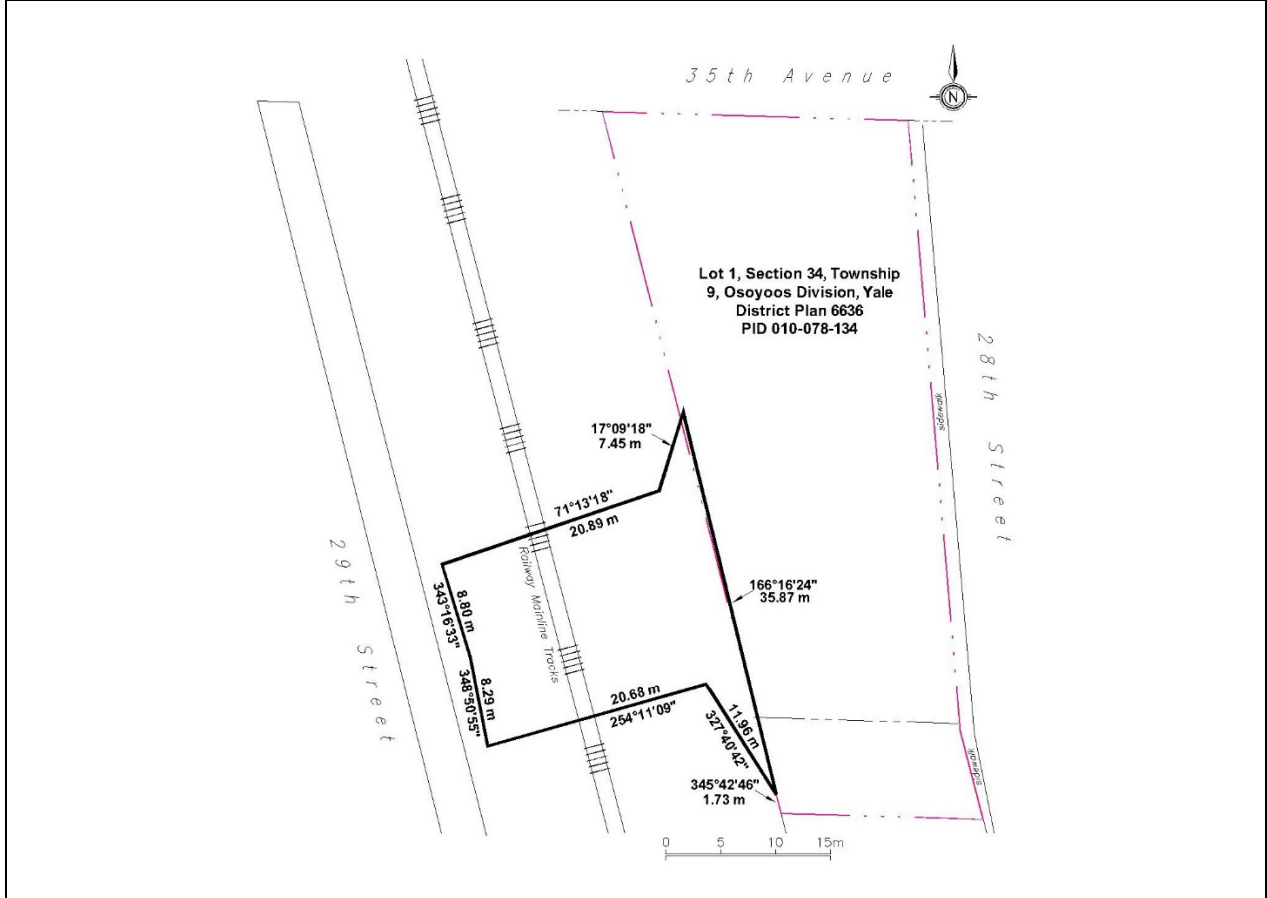 35th Avenue
N
Lot 1, Section 34, Township
9, Osoyoos Division, Yale
District Plan 6636
PID 010-078-134
28th Street
sidewalk
17°09'18"
7.45 m
71°13'18"
20.89 m
29th Street
Railway Mainline Tracks
8.80 m
343°16'33"
166°16'24"
35.87 m
8.29 m
348°50'55"
20.68 m
254°11'09"
11.96 m
327°40'42"
sidewalk
345°42'46"
1.73 m
0 5 10 15m